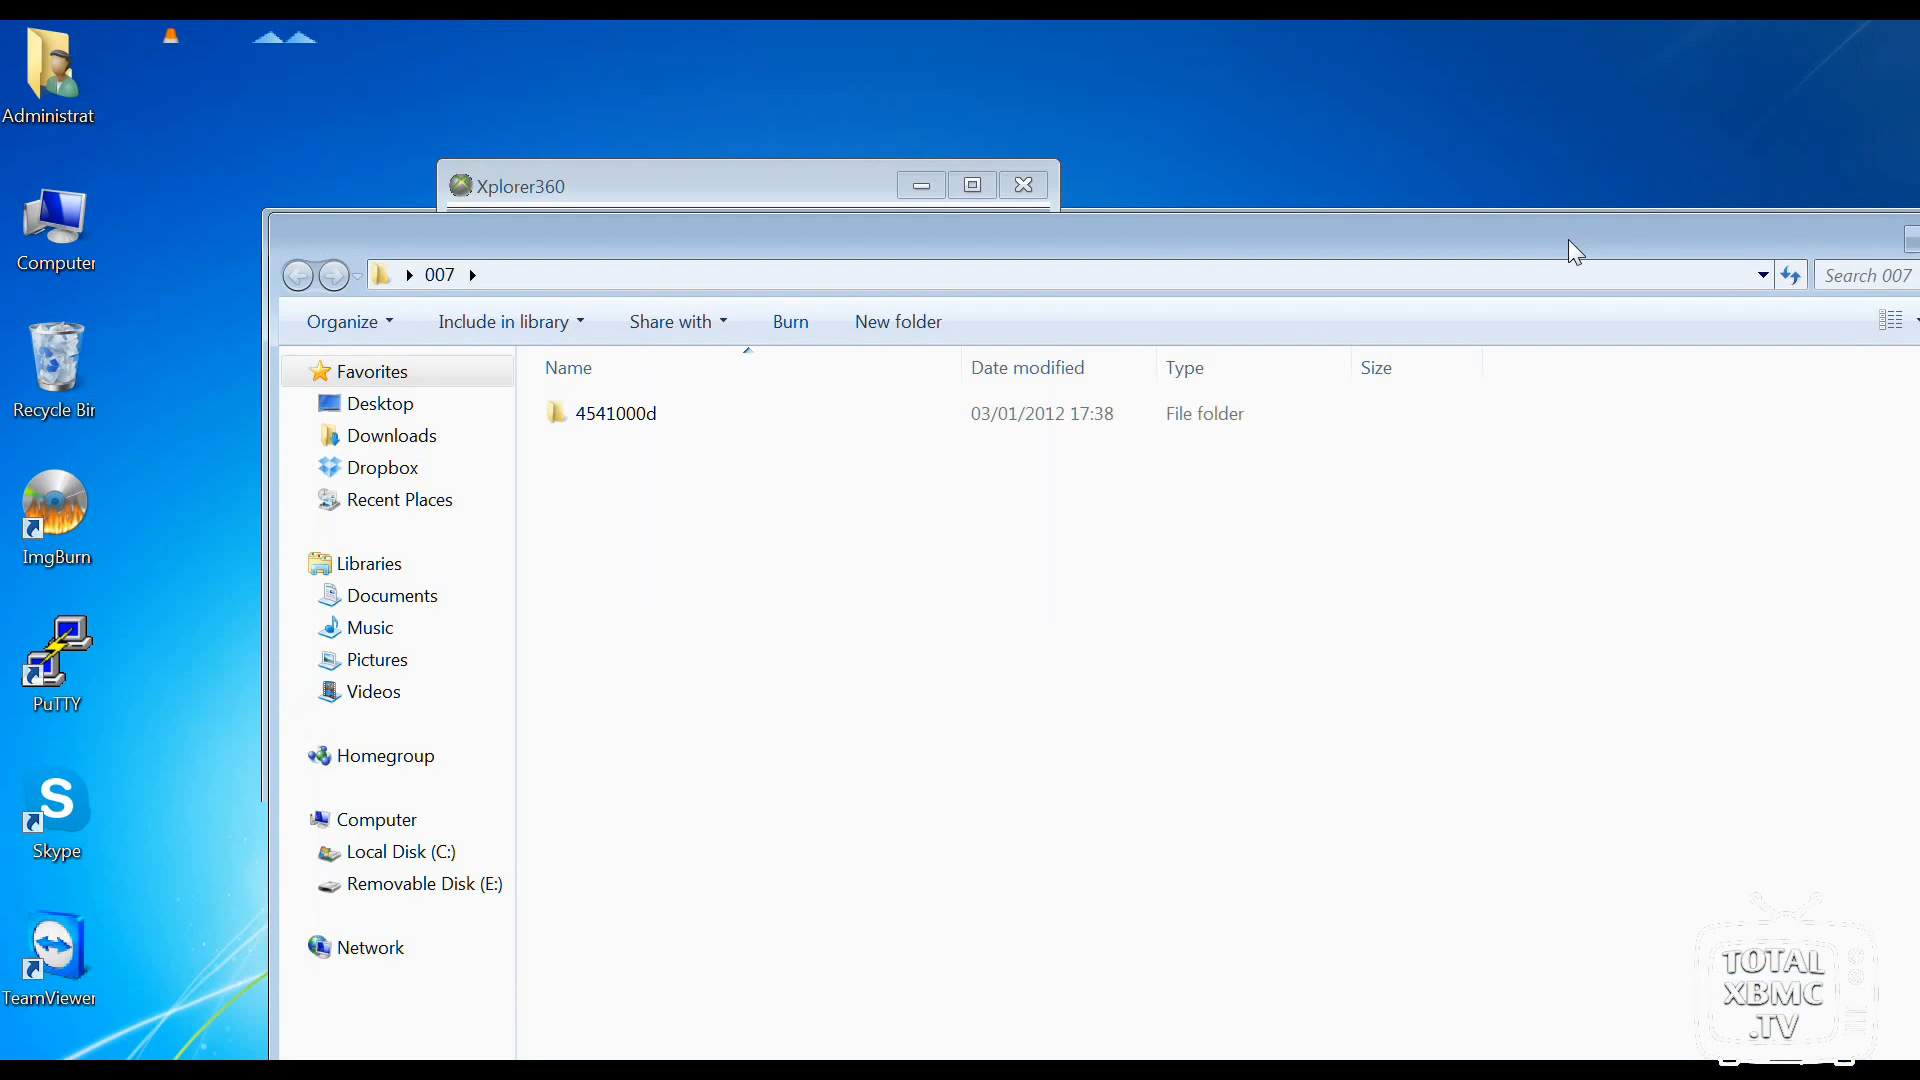 Administrat
Computer
Recycle Bin
ImgBurn
PuTTY
S
Skype
TeamViewer
Xplorer360
007
Search 007
Organize
Include in library
Share with
Burn
New folder
Favorites
Desktop
Downloads
Dropbox
Recent Places
Libraries
Documents
Music
Pictures
Videos
Homegroup
Computer
Local Disk (C:)
Removable Disk (E:)
Network
Name Date modified Type Size
4541000d 03/01/2012 17:38 File folder
TOTAL
XBMC
.TV